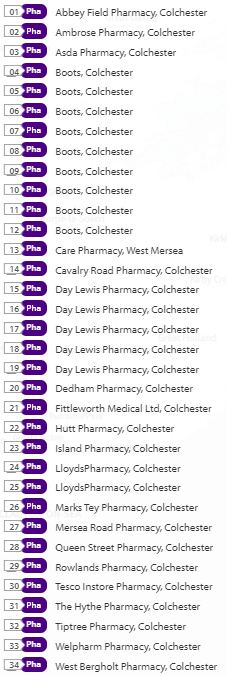 01 Pha Abbey Field Pharmacy, Colchester
02 Pha Ambrose Pharmacy, Colchester
03 Pha Asda Pharmacy, Colchester
04 Pha Boots, Colchester
05 Pha Boots, Colchester
06 Pha Boots, Colchester
07 Pha Boots, Colchester
08 Pha Boots, Colchester
09 Pha Boots, Colchester
10 Pha Boots, Colchester
11 Pha Boots, Colchester
12 Pha Boots, Colchester
13 Pha Care Pharmacy, West Mersea
14 Pha Cavalry Road Pharmacy, Colchester
15 Pha Day Lewis Pharmacy, Colchester
16 Pha Day Lewis Pharmacy, Colchester
17 Pha Day Lewis Pharmacy, Colchester
18 Pha Day Lewis Pharmacy, Colchester
19 Pha Day Lewis Pharmacy, Colchester
20 Pha Dedham Pharmacy, Colchester
21 Pha Fittleworth Medical Ltd, Colchester
22 Pha Hutt Pharmacy, Colchester
23 Pha Island Pharmacy, Colchester
24 Pha LloydsPharmacy, Colchester
25 Pha LloydsPharmacy, Colchester
26 Pha Marks Tey Pharmacy, Colchester
27 Pha Mersea Road Pharmacy, Colchester
28 Pha Queen Street Pharmacy, Colchester
29 Pha Rowlands Pharmacy, Colchester
30 Pha Tesco Instore Pharmacy, Colchester
31 Pha The Hythe Pharmacy, Colchester
32 Pha Tiptree Pharmacy, Colchester
33 Pha Welpharm Pharmacy, Colchester
34 Pha West Bergholt Pharmacy, Colchester